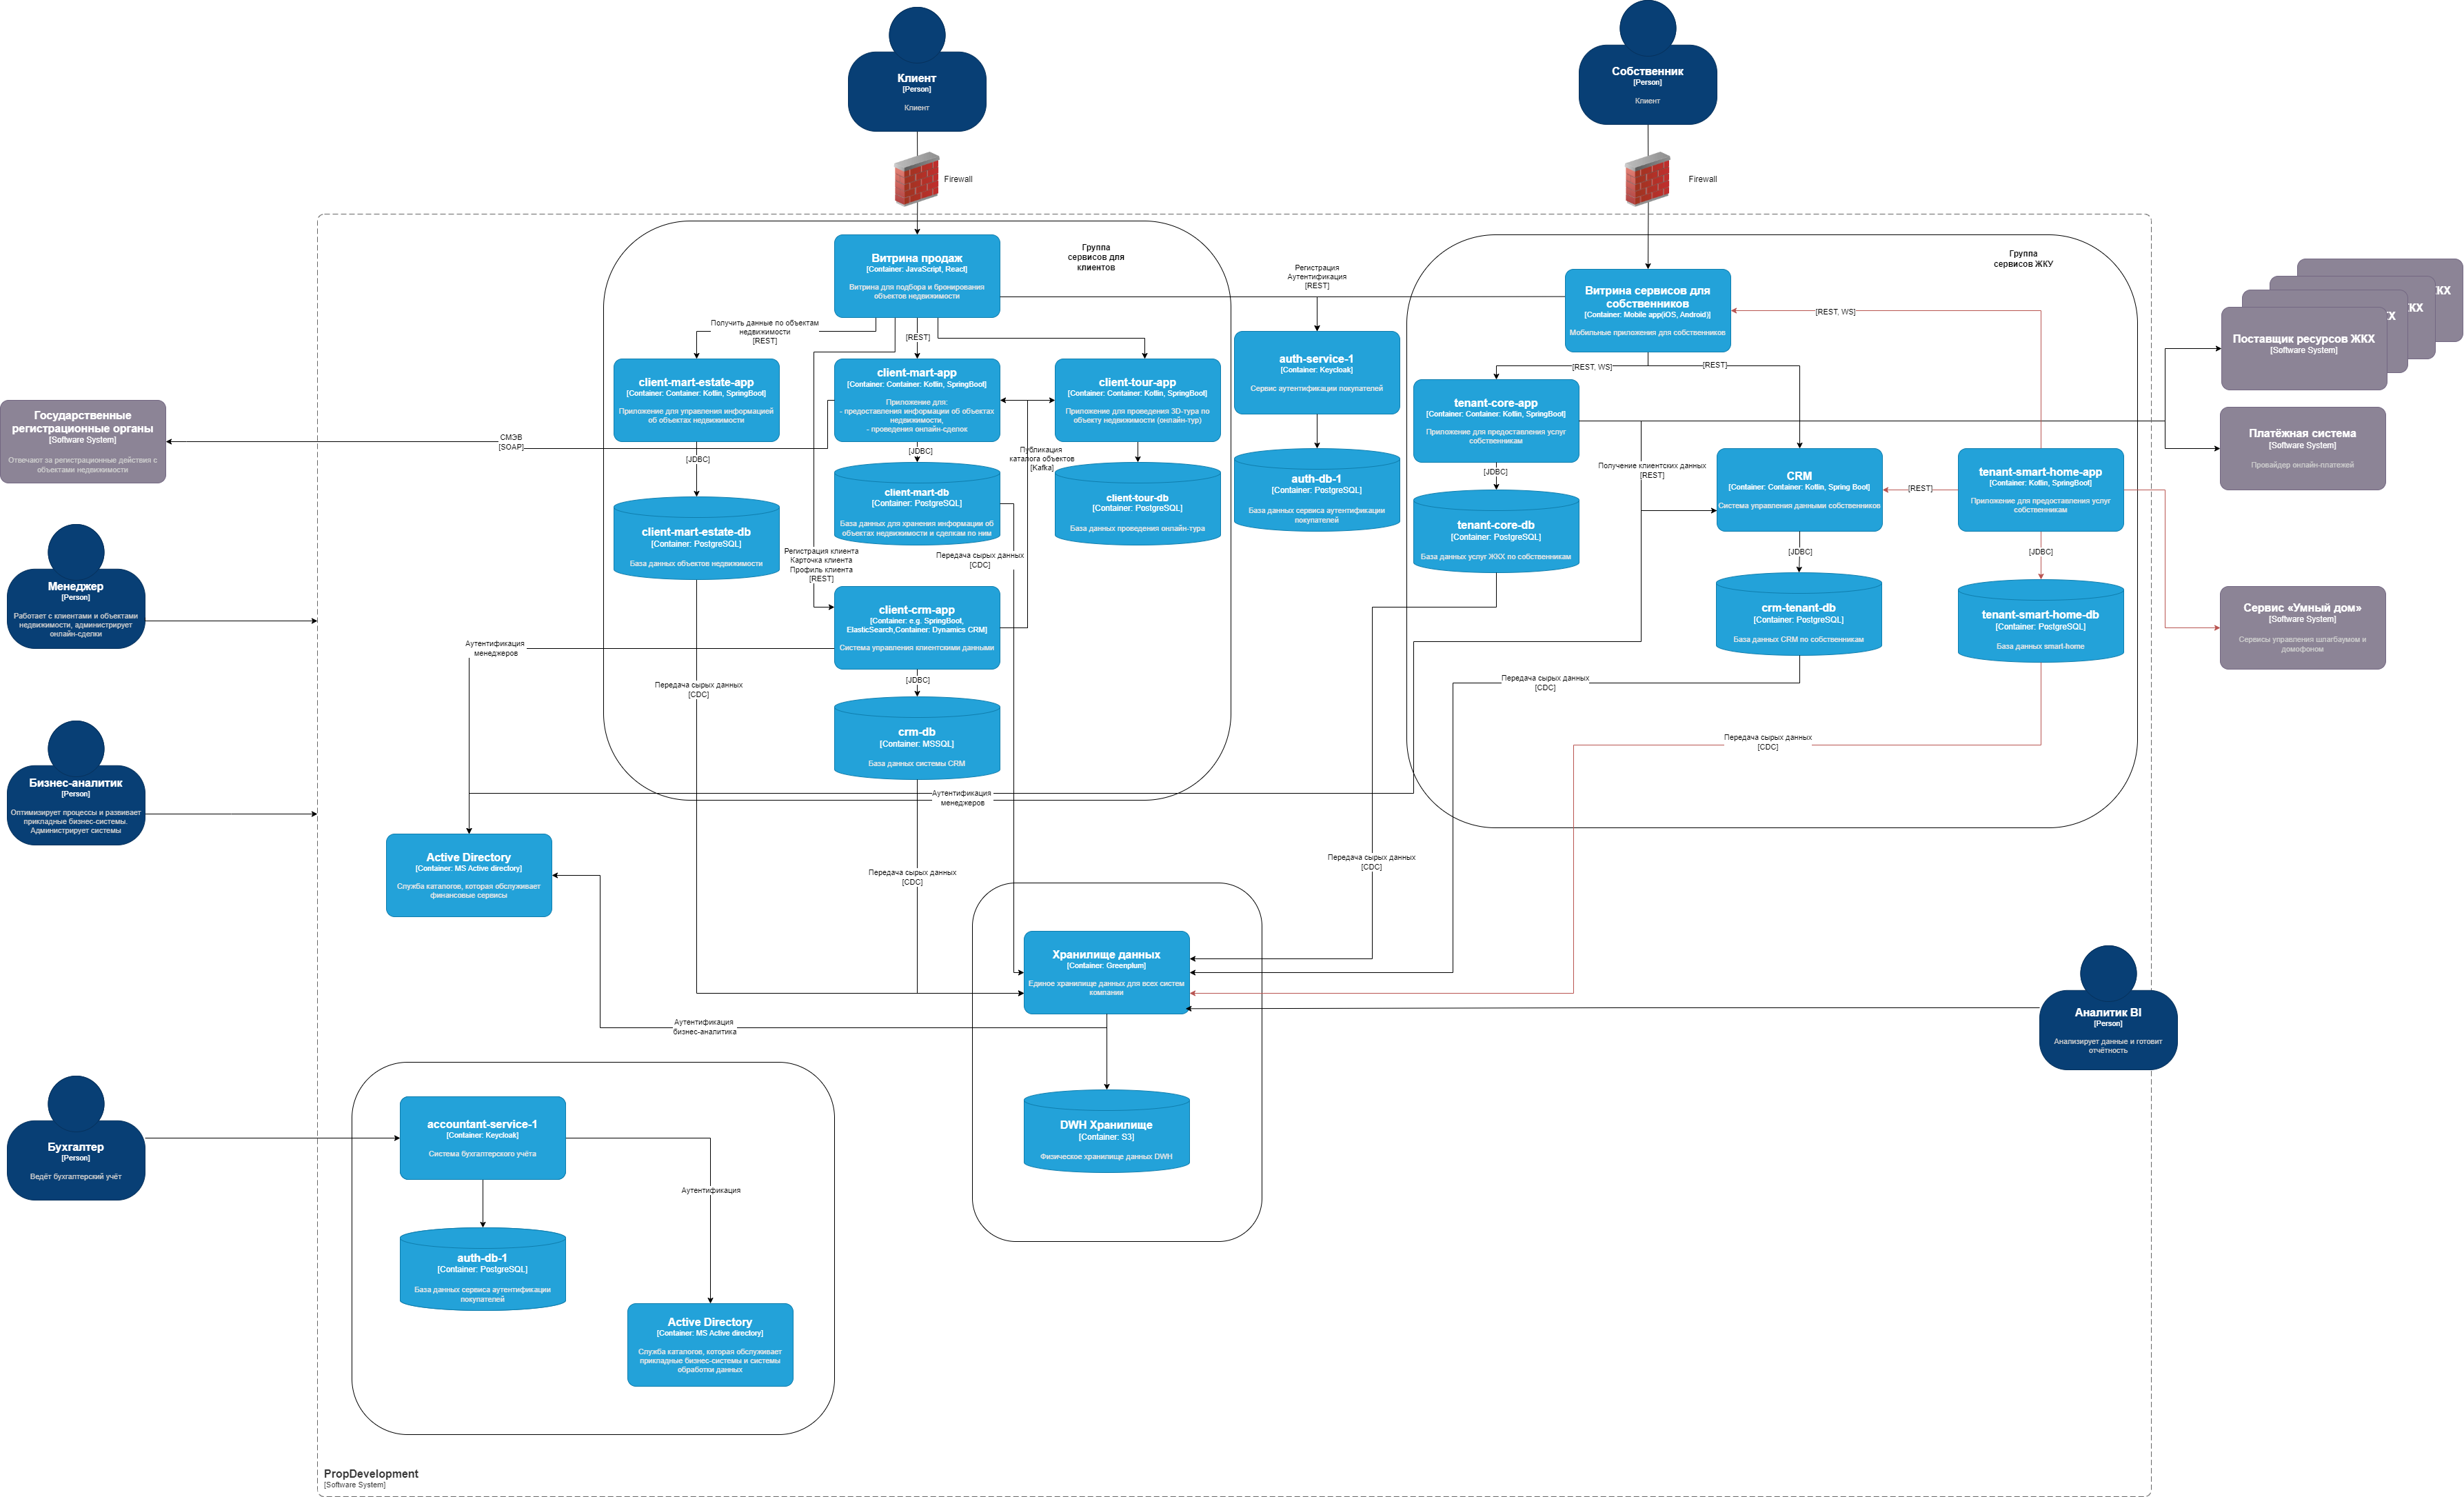 Клиент
[Person]
Клиент
Собственник
[Person]
Клиент
Firewall
Firewall
Группа
сервисов для
клиентов
Группа
сервисов ЖКУ
Витрина продаж
[Container: JavaScript, React]
Витрина для подбора и бронирования
объектов недвижимости
Регистрация
Аутентификация
[REST]
Витрина сервисов для
собственников
[Container: Mobile app(iOS, Android)]
Мобильные приложения для собственников
[REST, WS]
КХ
КХ
КХ
Поставщик ресурсов ЖКХ
[Software System]
Получить данные по объектам
недвижимости
[REST]
[REST]
client-mart-estate-app
[Container: Container: Kotlin, SpringBoot]
Приложение для управления информацией
об объектах недвижимости
client-mart-app
[Container: Container: Kotlin, SpringBoot]
Приложение для:
- предоставления информации об объектах
недвижимости,
- проведения онлайн-сделок
client-tour-app
[Container: Container: Kotlin, SpringBoot]
Приложение для проведения 3D-тура по
объекту недвижимости (онлайн-тур)
auth-service-1
[Container: Keycloak]
Сервис аутентификации покупателей
[REST, WS]
[REST]
tenant-core-app
[Container: Container: Kotlin, SpringBoot]
Приложение для предоставления услуг
собственникам
Государственные
регистрационные органы
[Software System]
Отвечают за регистрационные действия с
объектами недвижимости
СМЭВ
[SOAP]
Платёжная система
[Software System]
Провайдер онлайн-платежей
[JDBC]
[JDBC]
Публикация
каталога объектов
[Kafka]
[JDBC]
Получение клиентских данных
[REST]
CRM
[Container: Container: Kotlin, Spring Boot]
Система управления данными собственников
[REST]
tenant-smart-home-app
[Container: Kotlin, SpringBoot]
Приложение для предоставления услуг
собственникам
client-mart-estate-db
[Container: PostgreSQL]
База данных объектов недвижимости
client-mart-db
[Container: PostgreSQL]
База данных для хранения информации об
объектах недвижимости и сделкам по ним
client-tour-db
[Container: PostgreSQL]
База данных проведения онлайн-тура
auth-db-1
[Container: PostgreSQL]
База данных сервиса аутентификации
покупателей
tenant-core-db
[Container: PostgreSQL]
База данных услуг ЖКХ по собственникам
[JDBC]
[JDBC]
Регистрация клиента
Карточка клиента
Профиль клиента
[REST]
Передача сырых данных
[CDC]
Менеджер
[Person]
Работает с клиентами и объектами
недвижимости, администрирует
онлайн-сделки
client-crm-app
[Container: e.g. SpringBoot,
ElasticSearch,Container: Dynamics CRM]
Система управления клиентскими данными
crm-tenant-db
[Container: PostgreSQL]
База данных CRM по собственникам
tenant-smart-home-db
[Container: PostgreSQL]
База данных smart-home
Сервис «Умный дом»
[Software System]
Сервисы управления шлагбаумом и
домофоном
Аутентификация
менеджеров
[JDBC]
Передача сырых данных
[CDC]
Передача сырых данных
[CDC]
crm-db
[Container: MSSQL]
База данных системы CRM
Передача сырых данных
[CDC]
Бизнес-аналитик
[Person]
Оптимизирует процессы и развивает
прикладные бизнес-системы.
Администрирует системы
Аутентификация
менеджеров
Active Directory
[Container: MS Active directory]
Служба каталогов, которая обслуживает
финансовые сервисы
Передача сырых данных
[CDC]
Передача сырых данных
[CDC]
Хранилище данных
[Container: Greenplum]
Единое хранилище данных для всех систем
компании
Аутентификация
бизнес-аналитика
Аналитик BI
[Person]
Анализирует данные и готовит
отчётность
Бухгалтер
[Person]
Ведёт бухгалтерский учёт
accountant-service-1
[Container: Keycloak]
Система бухгалтерского учёта
DWH Хранилище
[Container: S3]
Физическое хранилище данных DWH
Аутентификация
auth-db-1
[Container: PostgreSQL]
База данных сервиса аутентификации
покупателей
Active Directory
[Container: MS Active directory]
Служба каталогов, которая обслуживает
прикладные бизнес-системы и системы
обработки данных
PropDevelopment
[Software System]